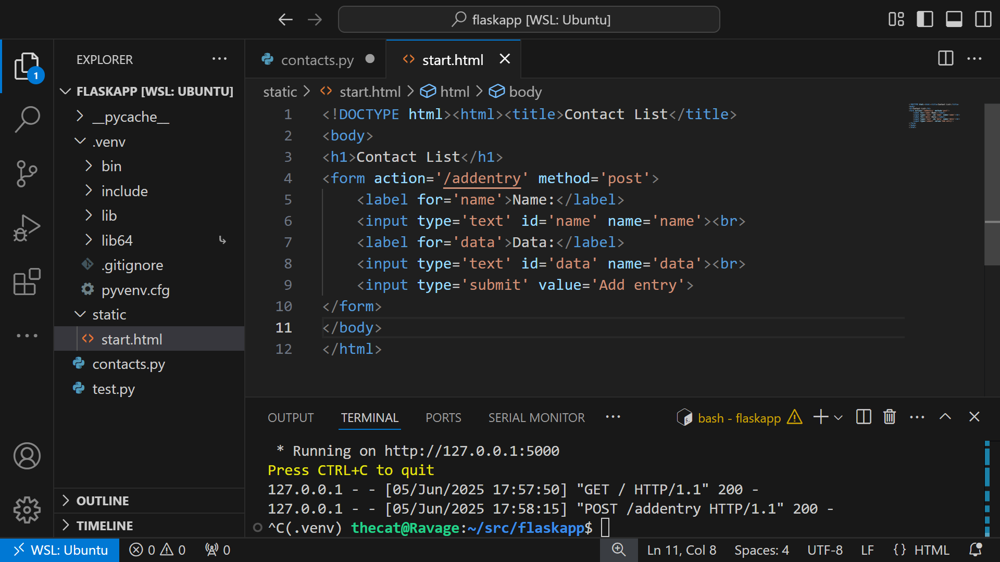 flaskapp [WSL: Ubuntu]
EXPLORER
1
FLASKAPP [WSL: UBUNTU]
__pycache__
.venv
bin
include
lib
lib64
.gitignore
pyvenv.cfg
static
start.html
contacts.py
test.py
OUTLINE
TIMELINE
contacts.py
start.html
static > start.html > html > body
1 <!DOCTYPE html><html><title>Contact List</title>
2 <body>
3 <h1>Contact List</h1>
4 <form action='/addentry' method='post'>
5     <label for='name'>Name:</label>
6     <input type='text' id='name' name='name'><br>
7     <label for='data'>Data:</label>
8     <input type='text' id='data' name='data'><br>
9     <input type='submit' value='Add entry'>
10 </form>
11 </body>
12 </html>
OUTPUT TERMINAL PORTS SERIAL MONITOR
bash - flaskapp
 * Running on http://127.0.0.1:5000
Press CTRL+C to quit
127.0.0.1 - - [05/Jun/2025 17:57:50] "GET / HTTP/1.1" 200 -
127.0.0.1 - - [05/Jun/2025 17:58:15] "POST /addentry HTTP/1.1" 200 -
^C(.venv) thecat@Ravage:~/src/flaskapp$
WSL: Ubuntu 0 0 0 Ln 11, Col 8 Spaces: 4 UTF-8 LF {} HTML